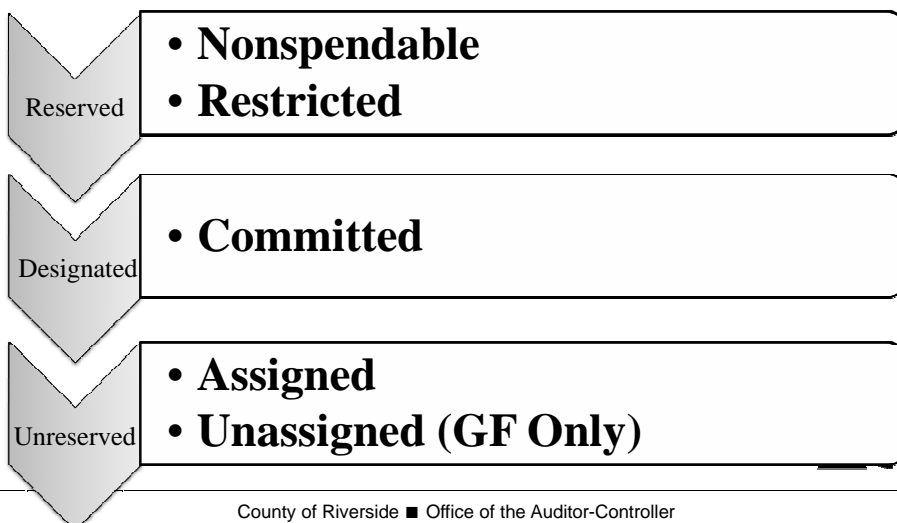 Reserved
• Nonspendable
• Restricted
Designated
• Committed
Unreserved
• Assigned
• Unassigned (GF Only)
County of Riverside ■ Office of the Auditor-Controller